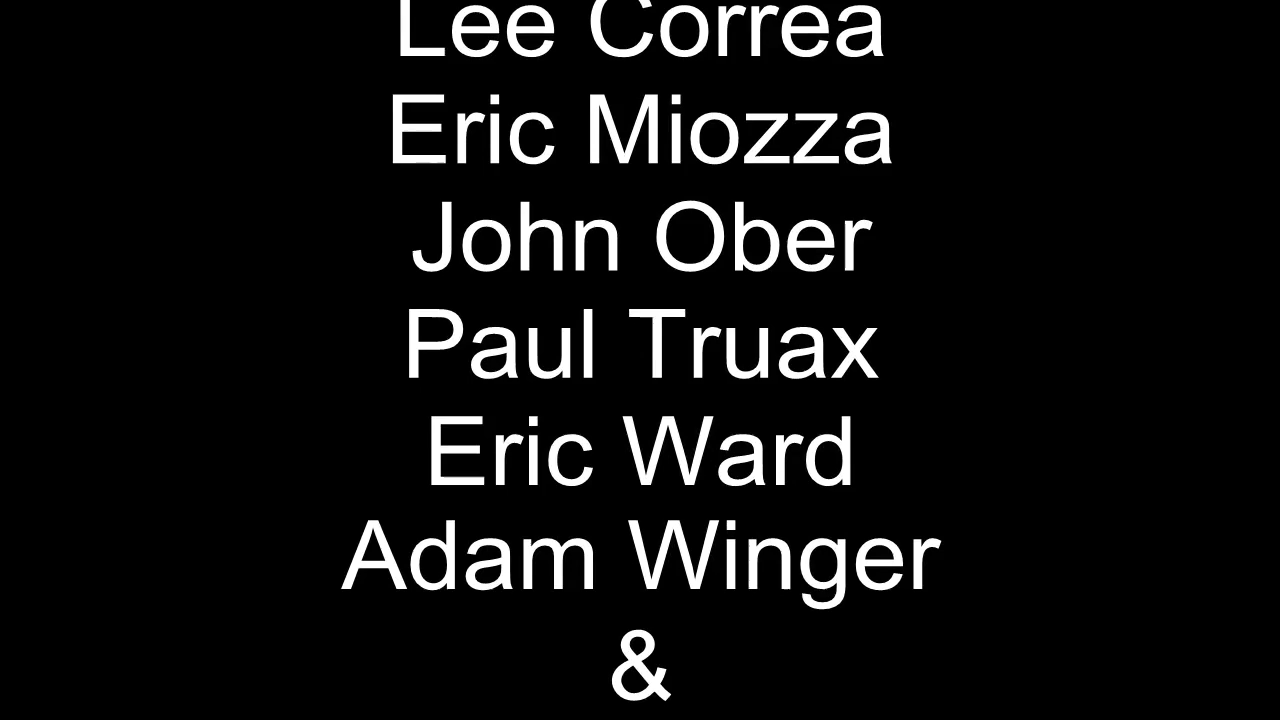 Lee Correa
Eric Miozza
John Ober
Paul Truax
Eric Ward
Adam Winger
&